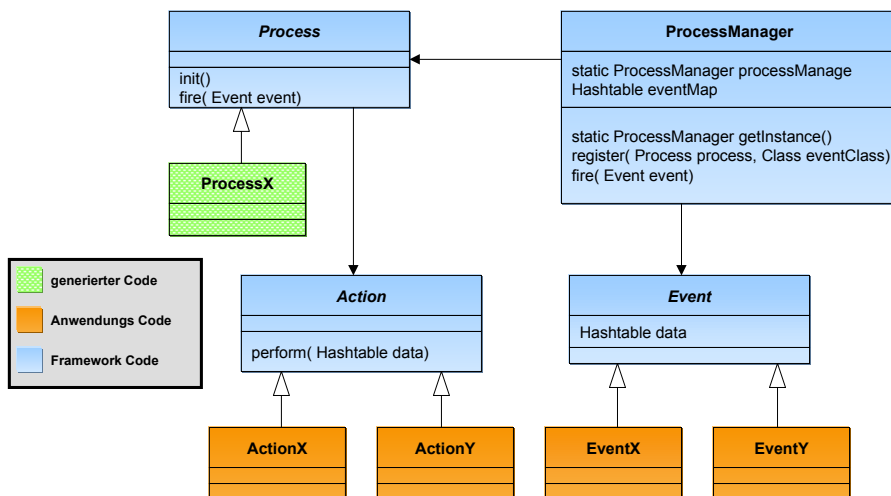 Process
init()
fire( Event event)
ProcessManager
static ProcessManager processManage
Hashtable eventMap
static ProcessManager getInstance()
register( Process process, Class eventClass)
fire( Event event)
ProcessX
generierter Code
Anwendungs Code
Framework Code
Action
perform( Hashtable data)
Event
Hashtable data
ActionX
ActionY
EventX
EventY